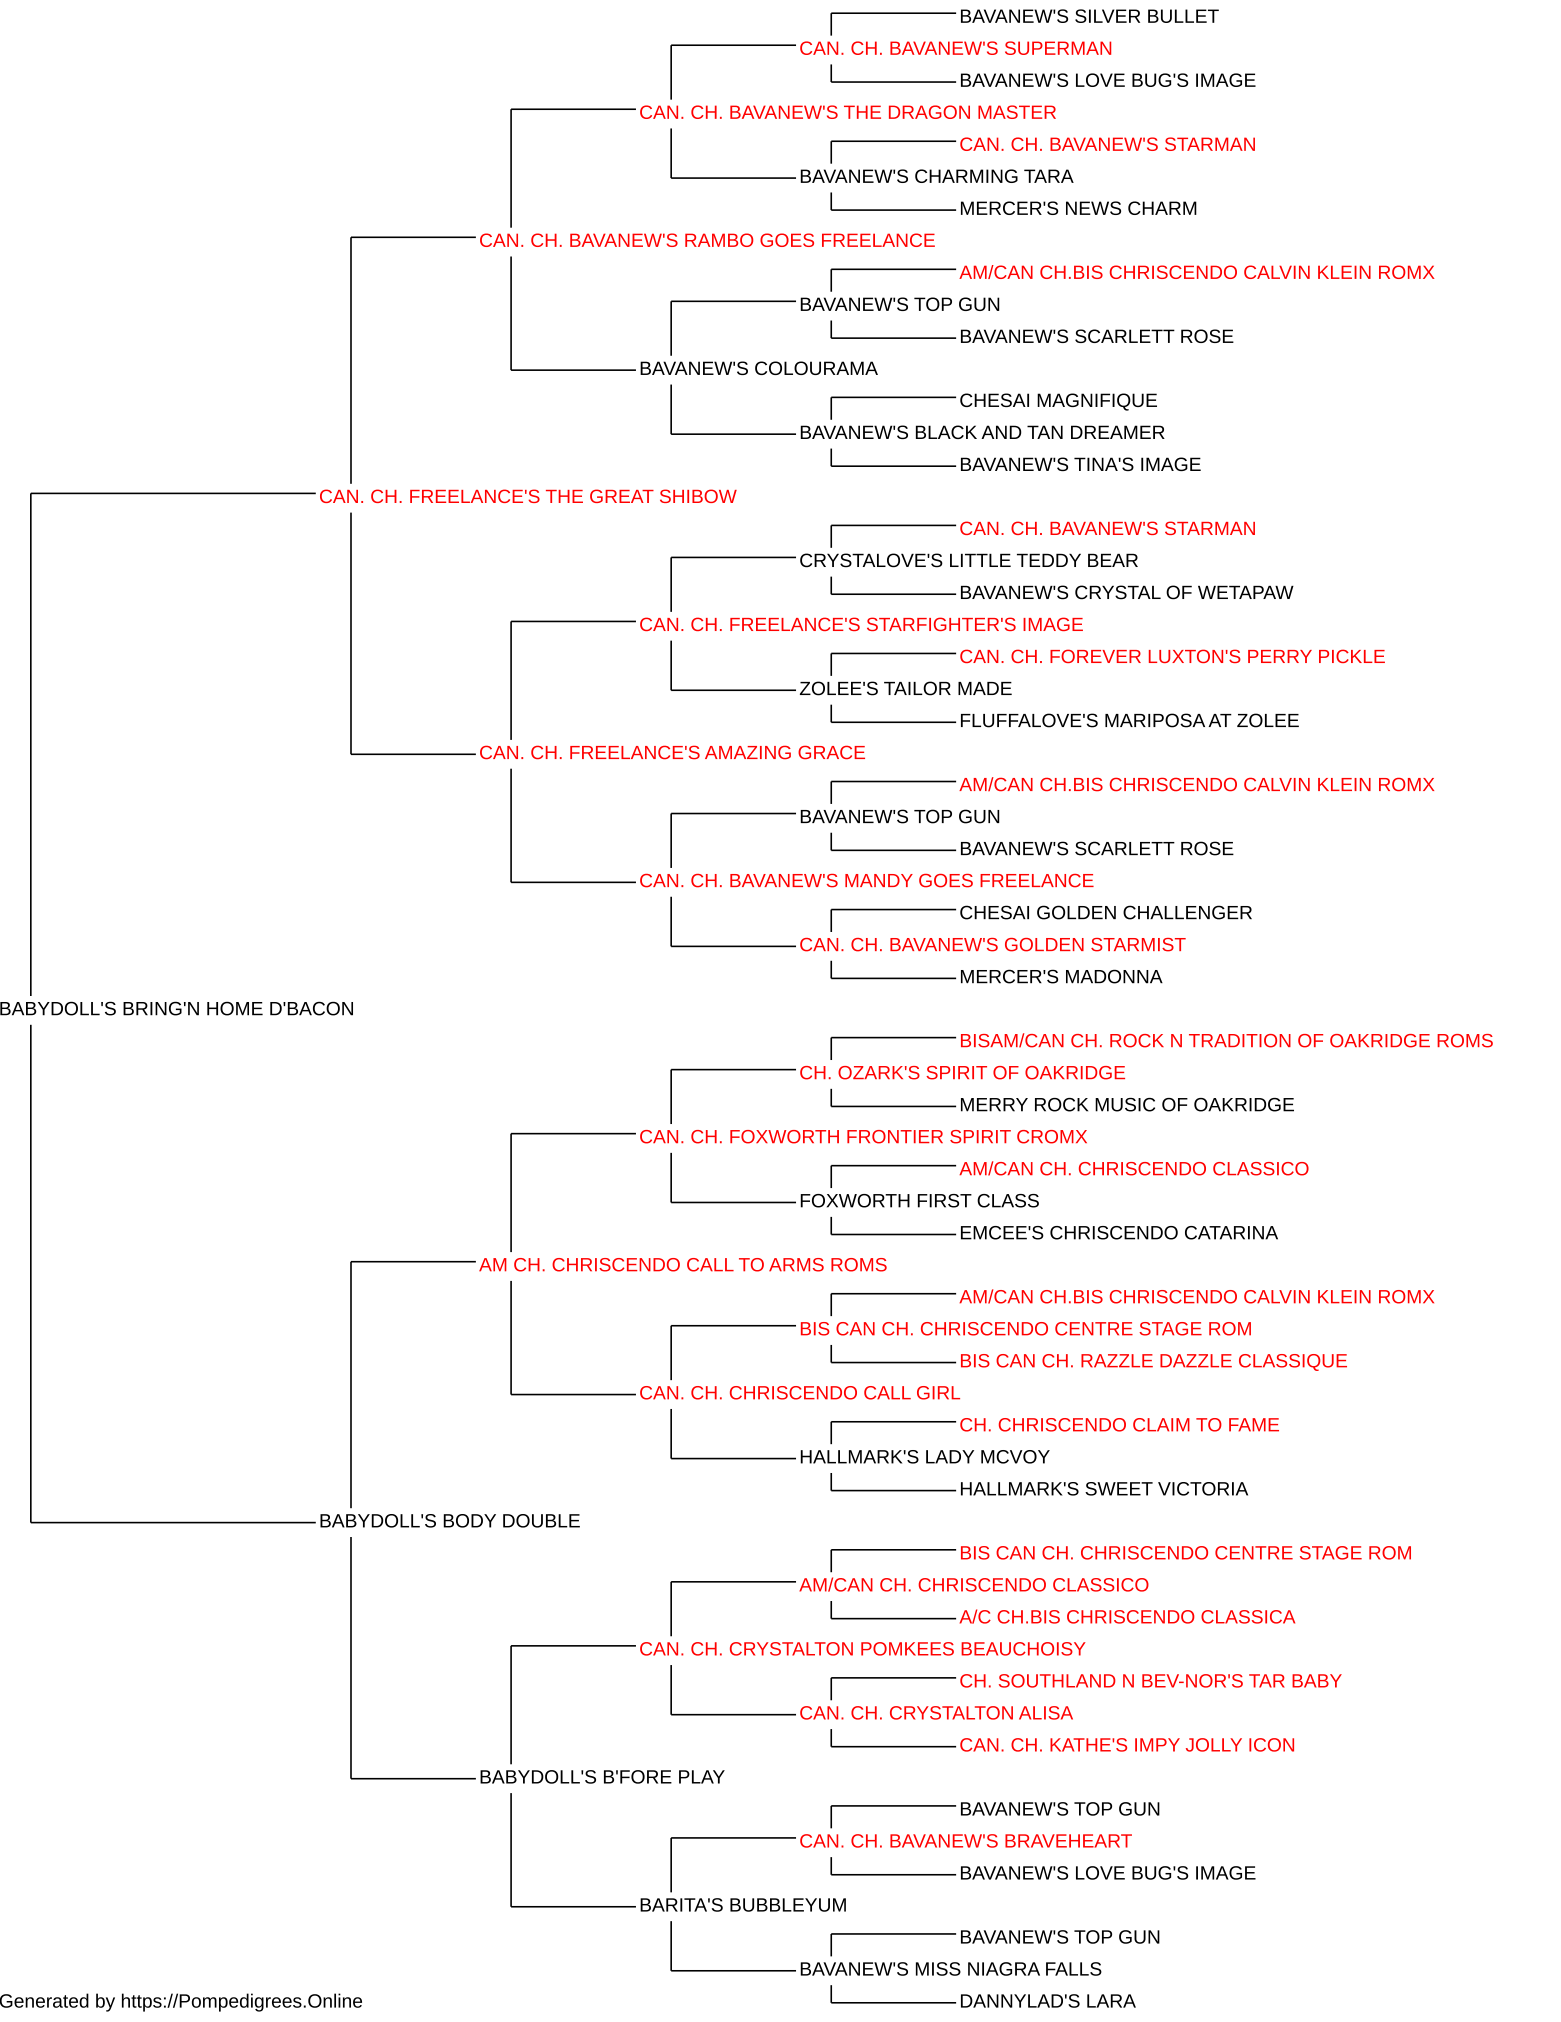 BAVANEW'S SILVER BULLET
CAN. CH. BAVANEW'S SUPERMAN
BAVANEW'S LOVE BUG'S IMAGE
CAN. CH. BAVANEW'S THE DRAGON MASTER
CAN. CH. BAVANEW'S STARMAN
BAVANEW'S CHARMING TARA
MERCER'S NEWS CHARM
CAN. CH. BAVANEW'S RAMBO GOES FREELANCE
AM/CAN CH.BIS CHRISCENDO CALVIN KLEIN ROMX
BAVANEW'S TOP GUN
BAVANEW'S SCARLETT ROSE
BAVANEW'S COLOURAMA
CHESAI MAGNIFIQUE
BAVANEW'S BLACK AND TAN DREAMER
BAVANEW'S TINA'S IMAGE
CAN. CH. FREELANCE'S THE GREAT SHIBOW
CAN. CH. BAVANEW'S STARMAN
CRYSTALOVE'S LITTLE TEDDY BEAR
BAVANEW'S CRYSTAL OF WETAPAW
CAN. CH. FREELANCE'S STARFIGHTER'S IMAGE
CAN. CH. FOREVER LUXTON'S PERRY PICKLE
ZOLEE'S TAILOR MADE
FLUFFALOVE'S MARIPOSA AT ZOLEE
CAN. CH. FREELANCE'S AMAZING GRACE
AM/CAN CH.BIS CHRISCENDO CALVIN KLEIN ROMX
BAVANEW'S TOP GUN
BAVANEW'S SCARLETT ROSE
CAN. CH. BAVANEW'S MANDY GOES FREELANCE
CHESAI GOLDEN CHALLENGER
CAN. CH. BAVANEW'S GOLDEN STARMIST
MERCER'S MADONNA
BABYDOLL'S BRING'N HOME D'BACON
BISAM/CAN CH. ROCK N TRADITION OF OAKRIDGE ROMS
CH. OZARK'S SPIRIT OF OAKRIDGE
MERRY ROCK MUSIC OF OAKRIDGE
CAN. CH. FOXWORTH FRONTIER SPIRIT CROMX
AM/CAN CH. CHRISCENDO CLASSICO
FOXWORTH FIRST CLASS
EMCEE'S CHRISCENDO CATARINA
AM CH. CHRISCENDO CALL TO ARMS ROMS
AM/CAN CH.BIS CHRISCENDO CALVIN KLEIN ROMX
BIS CAN CH. CHRISCENDO CENTRE STAGE ROM
BIS CAN CH. RAZZLE DAZZLE CLASSIQUE
CAN. CH. CHRISCENDO CALL GIRL
CH. CHRISCENDO CLAIM TO FAME
HALLMARK'S LADY MCVOY
HALLMARK'S SWEET VICTORIA
BABYDOLL'S BODY DOUBLE
BIS CAN CH. CHRISCENDO CENTRE STAGE ROM
AM/CAN CH. CHRISCENDO CLASSICO
A/C CH.BIS CHRISCENDO CLASSICA
CAN. CH. CRYSTALTON POMKEES BEAUCHOISY
CH. SOUTHLAND N BEV-NOR'S TAR BABY
CAN. CH. CRYSTALTON ALISA
CAN. CH. KATHE'S IMPY JOLLY ICON
BABYDOLL'S B'FORE PLAY
BAVANEW'S TOP GUN
CAN. CH. BAVANEW'S BRAVEHEART
BAVANEW'S LOVE BUG'S IMAGE
BARITA'S BUBBLEYUM
BAVANEW'S TOP GUN
BAVANEW'S MISS NIAGRA FALLS
DANNYLAD'S LARA
Generated by https://Pompedigrees.Online